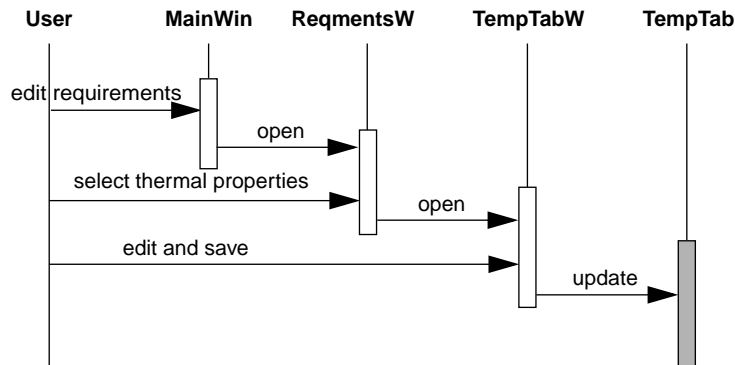 User MainWin ReqmentsW TempTabW TempTab
edit requirements
open
select thermal properties
open
edit and save
update